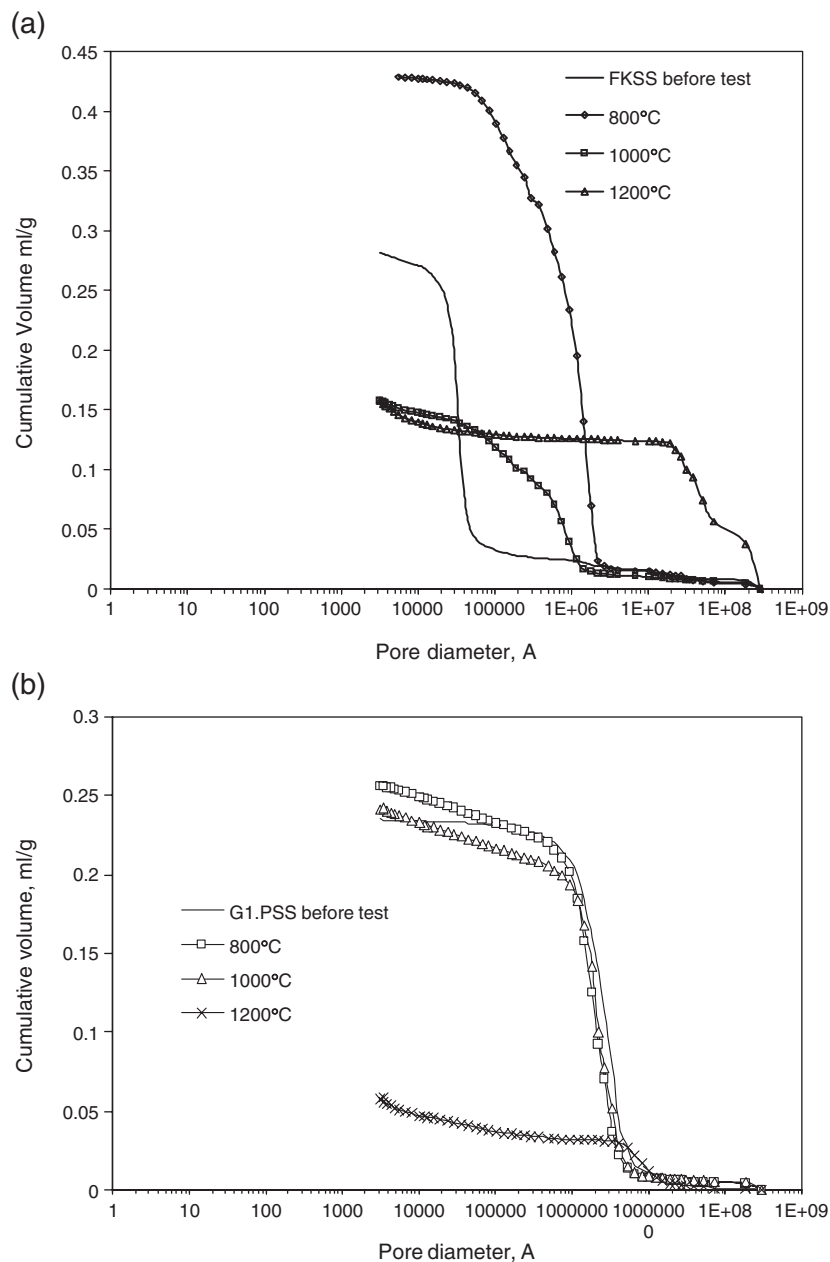 (a)
0.45
0.4
0.35
0.3
0.25
0.2
0.15
0.1
0.05
0
Cumulative Volume ml/g
FKSS before test
800°C
1000°C
1200°C
1 10 100 1000 10000 100000 1E+06 1E+07 1E+08 1E+09
Pore diameter, A
(b)
0.3
0.25
0.2
0.15
0.1
0.05
0
Cumulative volume, ml/g
G1.PSS before test
800°C
1000°C
1200°C
1 10 100 1000 10000 100000 1000000 1000000 1E+08 1E+09
0
Pore diameter, A